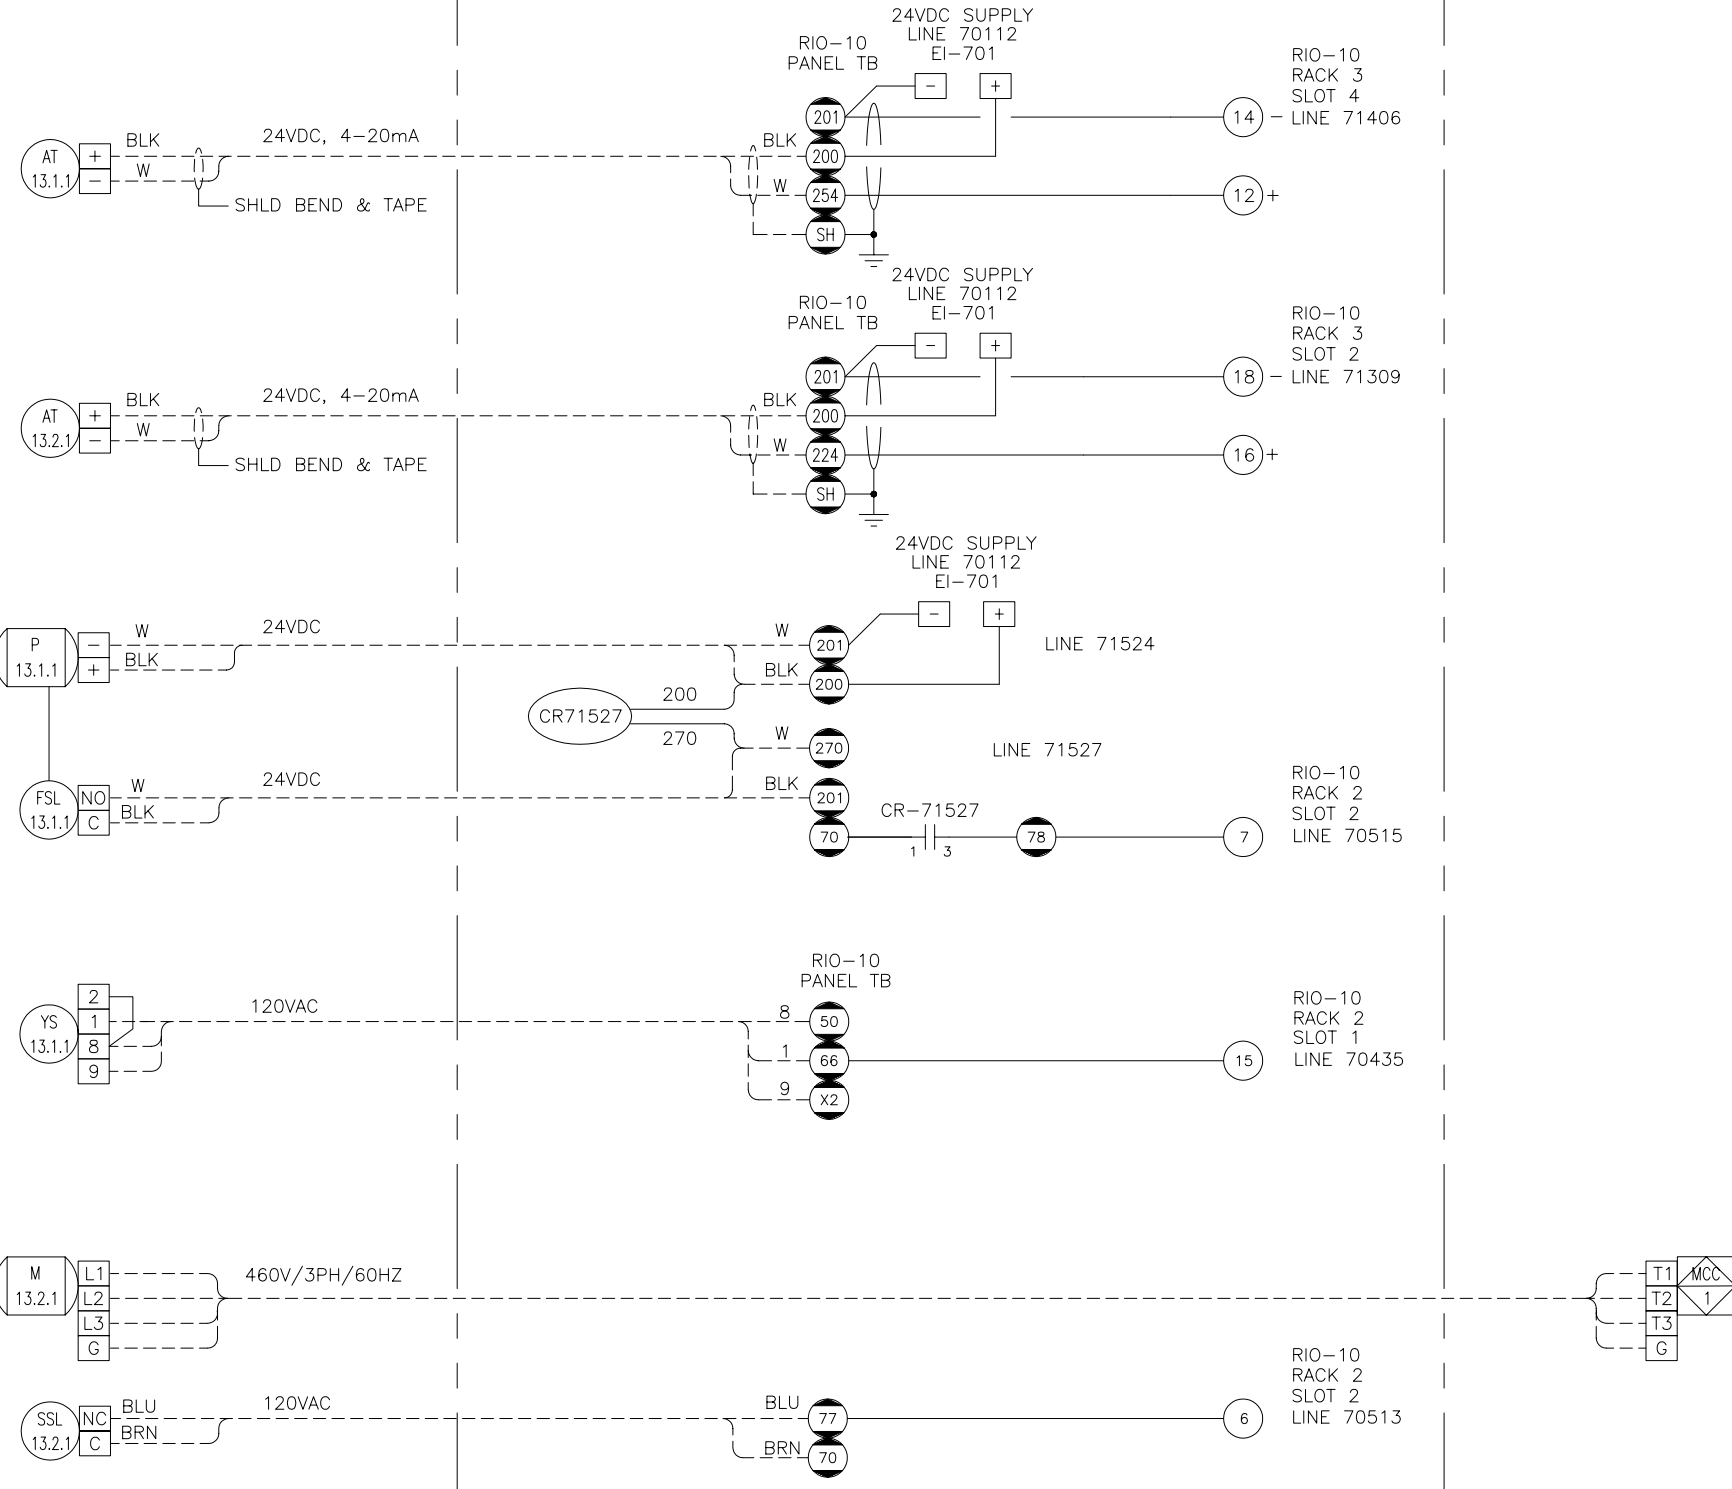 24VDC SUPPLY
LINE 70112
EI-701
RIO-10
PANEL TB
- +
RIO-10
RACK 3
SLOT 4
LINE 71406
201
14 -
AT
13.1.1
+
-
BLK
W
24VDC, 4-20mA
SHLD BEND & TAPE
BLK
200
W
254
12 +
SH
24VDC SUPPLY
LINE 70112
EI-701
RIO-10
PANEL TB
- +
RIO-10
RACK 3
SLOT 2
LINE 71309
201
18 -
AT
13.2.1
+
-
BLK
W
24VDC, 4-20mA
SHLD BEND & TAPE
BLK
200
W
224
16 +
SH
24VDC SUPPLY
LINE 70112
EI-701
- +
P
13.1.1
-
+
W
BLK
24VDC
W
201
LINE 71524
BLK
200
CR71527
200
270
W
270
LINE 71527
FSL
13.1.1
NO
C
W
BLK
24VDC
BLK
201
RIO-10
RACK 2
SLOT 2
LINE 70515
70
CR-71527
1 3
78
7
RIO-10
PANEL TB
YS
13.1.1
2
1
8
9
120VAC
8
50
1
66
9
X2
RIO-10
RACK 2
SLOT 1
LINE 70435
15
M
13.2.1
L1
L2
L3
G
460V/3PH/60HZ
T1
T2
T3
G
MCC
1
SSL
13.2.1
NC
C
BLU
BRN
120VAC
BLU
77
BRN
70
6
RIO-10
RACK 2
SLOT 2
LINE 70513